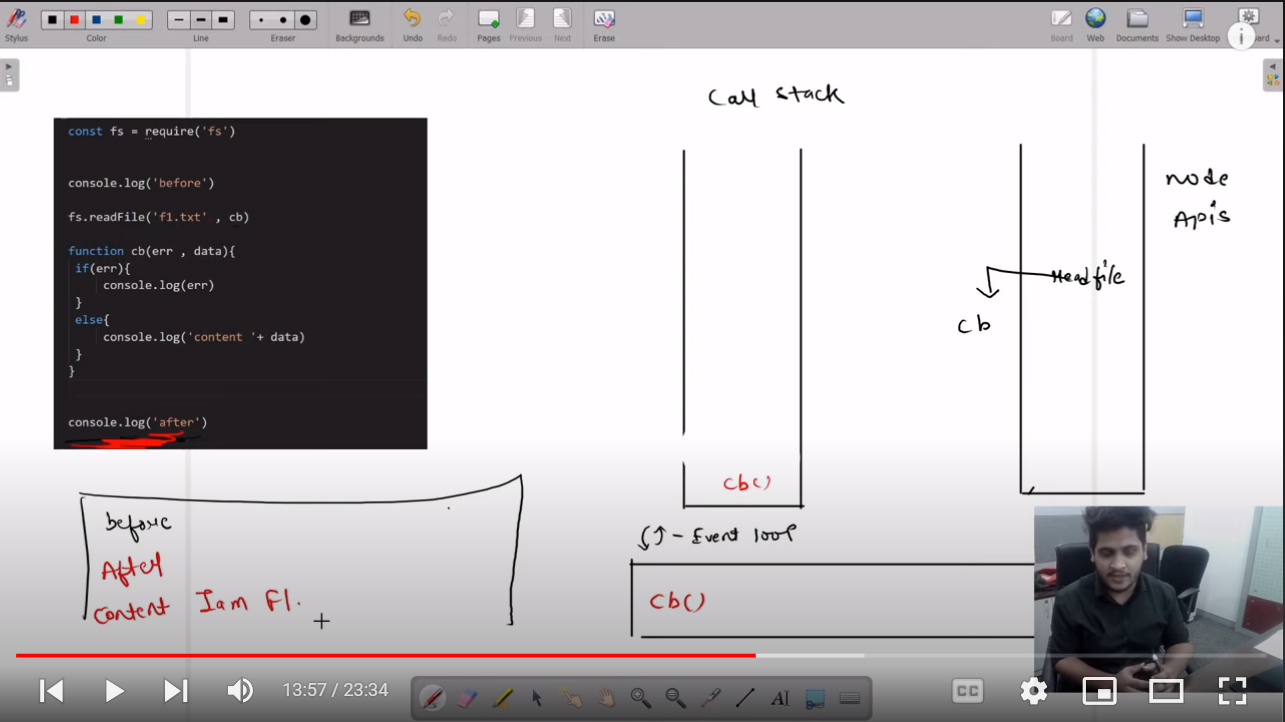 Stylus Color Line Eraser Backgrounds Undo Redo Pages Previous Next Erase Board Web Documents Show Desktop
Call stack
const fs = require('fs')
console.log('before')
fs.readFile('f1.txt' , cb)
function cb(err , data){
if(err){
console.log(err)
}
else{
console.log('content '+ data)
}
}
console.log('after')
node
Apis
Readfile
cb
cb()
Event loop
before
After
content Iam F1.
cb()
13:57 / 23:34
AI
CC